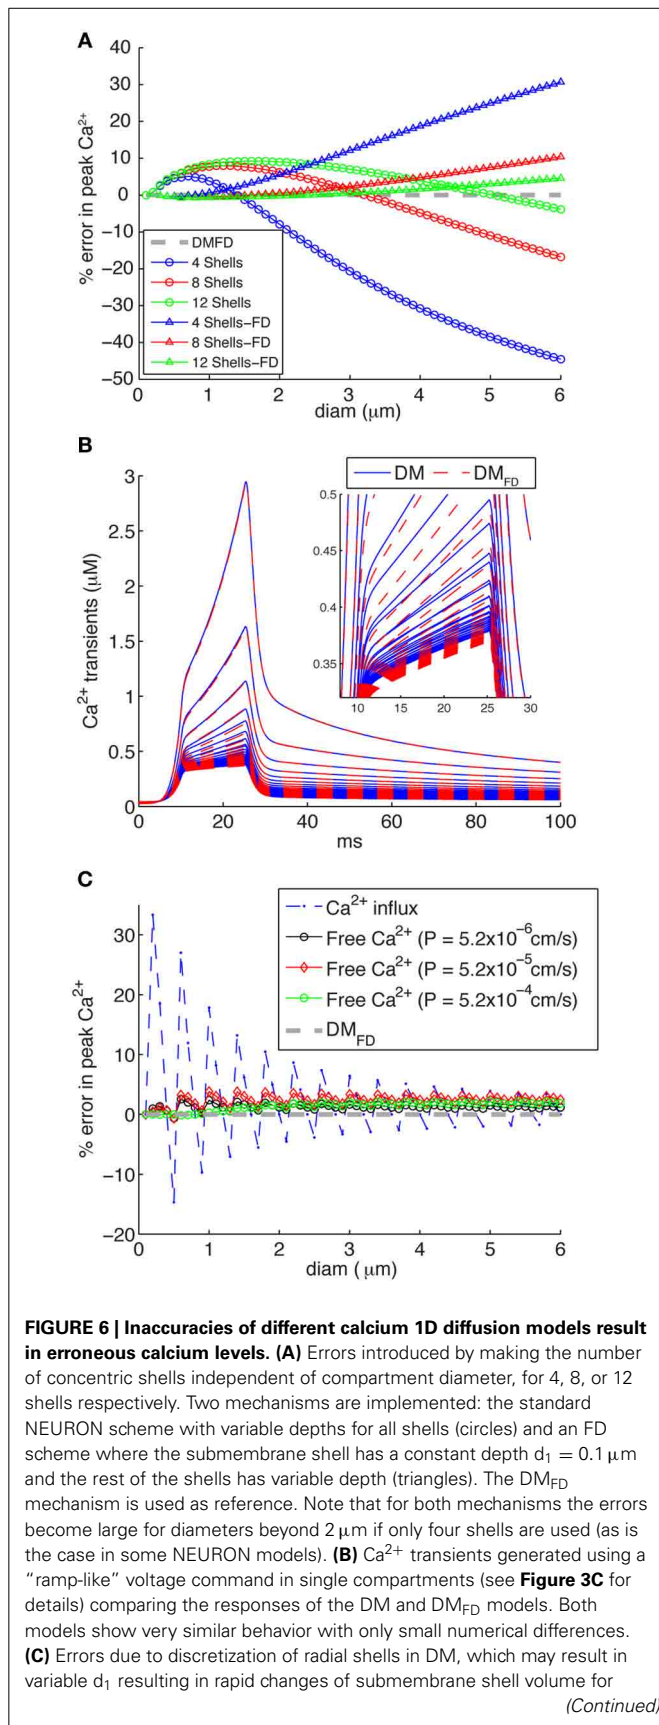 A
40
30
20
10
0
-10
-20
-30
-40
-50
% error in peak Ca²⁺
DMFD
4 Shells
8 Shells
12 Shells
4 Shells-FD
8 Shells-FD
12 Shells-FD
0 1 2 3 4 5 6
diam (μm)
B
3
2.5
2
1.5
1
0.5
0
Ca²⁺ transients (μM)
DM DM_FD
0.5
0.45
0.4
0.35
10 15 20 25 30
0 20 40 60 80 100
ms
C
30
20
10
0
-10
-20
% error in peak Ca²⁺
Ca²⁺ influx
Free Ca²⁺ (P = 5.2x10⁻⁶cm/s)
Free Ca²⁺ (P = 5.2x10⁻⁵cm/s)
Free Ca²⁺ (P = 5.2x10⁻⁴cm/s)
DM_FD
0 1 2 3 4 5 6
diam ( μm)
FIGURE 6 | Inaccuracies of different calcium 1D diffusion models result
in erroneous calcium levels. (A) Errors introduced by making the number
of concentric shells independent of compartment diameter, for 4, 8, or 12
shells respectively. Two mechanisms are implemented: the standard
NEURON scheme with variable depths for all shells (circles) and an FD
scheme where the submembrane shell has a constant depth d₁ = 0.1 μm
and the rest of the shells has variable depth (triangles). The DM_FD
mechanism is used as reference. Note that for both mechanisms the errors
become large for diameters beyond 2 μm if only four shells are used (as is
the case in some NEURON models). (B) Ca²⁺ transients generated using a
“ramp-like” voltage command in single compartments (see Figure 3C for
details) comparing the responses of the DM and DM_FD models. Both
models show very similar behavior with only small numerical differences.
(C) Errors due to discretization of radial shells in DM, which may result in
variable d₁ resulting in rapid changes of submembrane shell volume for
(Continued)